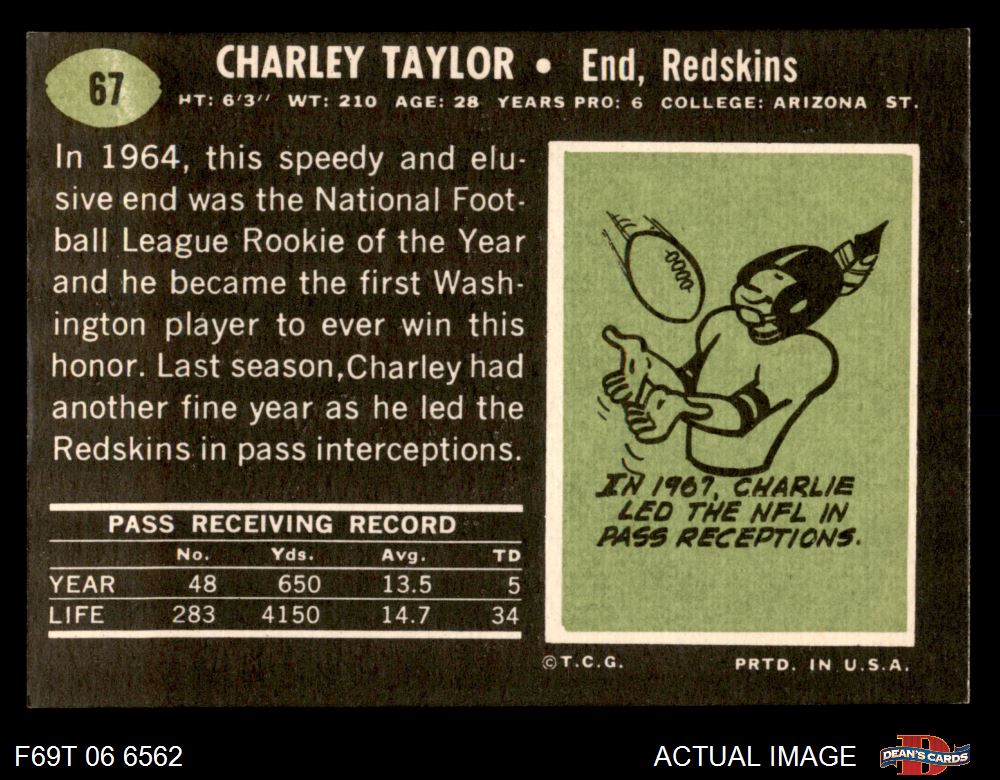 67
CHARLEY TAYLOR • End, Redskins
HT: 6'3'' WT: 210 AGE: 28 YEARS PRO: 6 COLLEGE: ARIZONA ST.
In 1964, this speedy and elu-
sive end was the National Foot-
ball League Rookie of the Year
and he became the first Wash-
ington player to ever win this
honor. Last season,Charley had
another fine year as he led the
Redskins in pass interceptions.
PASS RECEIVING RECORD
No. Yds. Avg. TD
YEAR 48 650 13.5 5
LIFE 283 4150 14.7 34
IN 1967, CHARLIE
LED THE NFL IN
PASS RECEPTIONS.
©T.C.G. PRTD. IN U.S.A.
F69T 06 6562
ACTUAL IMAGE
DEAN'S CARDS